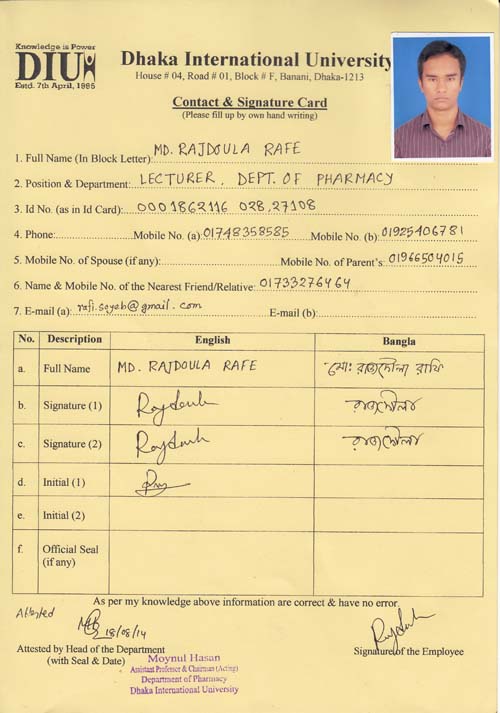 Knowledge is Power
DIU
Estd. 7th April, 1995
Dhaka International University
House # 04, Road # 01, Block # F, Banani, Dhaka-1213
Contact & Signature Card
(Please fill up by own hand writing)
1. Full Name (In Block Letter): MD. RAJDOULA RAFE
2. Position & Department: LECTURER, DEPT. OF PHARMACY
3. Id No. (as in Id Card): 0001862116 028,27108
4. Phone: Mobile No. (a): 01748358585 Mobile No. (b): 01925406781
5. Mobile No. of Spouse (if any): Mobile No. of Parent's: 01966504015
6. Name & Mobile No. of the Nearest Friend/Relative: 01733276464
7. E-mail (a): rafi.sayeb@gmail.com E-mail (b):
No. Description English Bangla
a. Full Name MD. RAJDOULA RAFE মোঃ রাজদৌলা রাফি
b. Signature (1) রাজদৌলা
c. Signature (2) রাজদৌলা
d. Initial (1)
e. Initial (2)
f. Official Seal
(if any)
As per my knowledge above information are correct & have no error.
Attested
18/08/14
Attested by Head of the Department
(with Seal & Date)
Signature of the Employee
Moynul Hasan
Assistant Professor & Chairman (Acting)
Department of Pharmacy
Dhaka International University